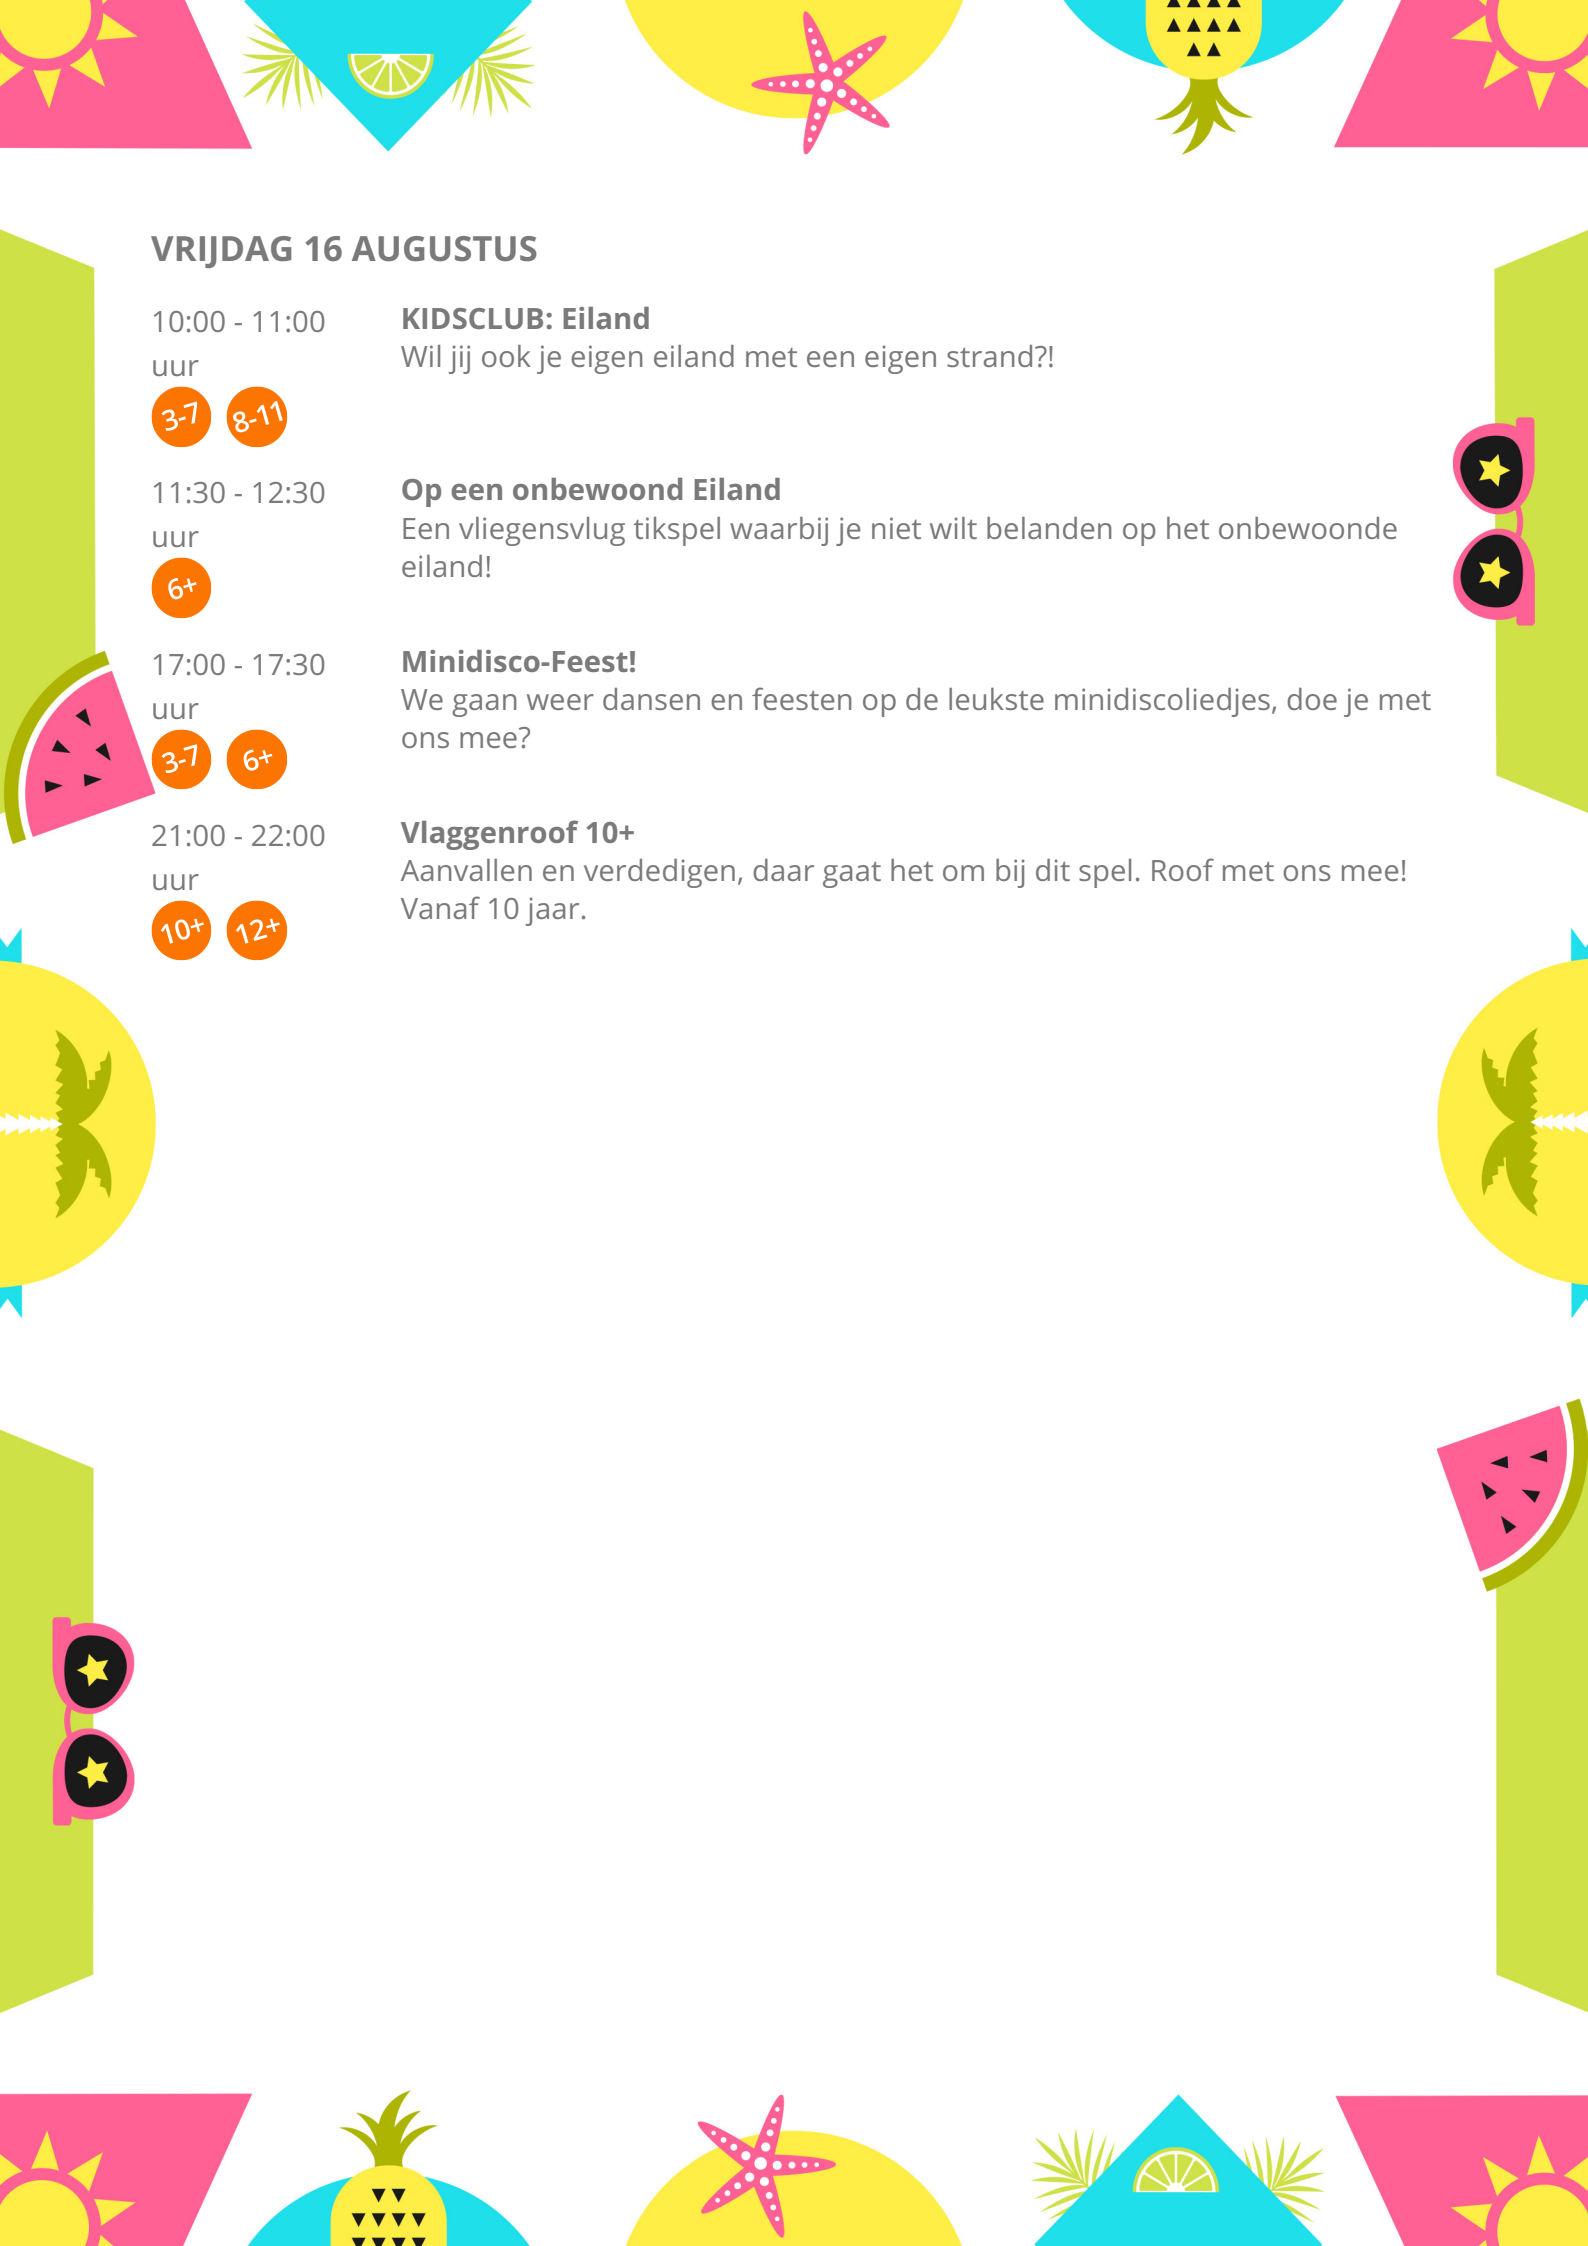 VRIJDAG 16 AUGUSTUS
10:00 - 11:00
uur
3-7 8-11
KIDSCLUB: Eiland
Wil jij ook je eigen eiland met een eigen strand?!
11:30 - 12:30
uur
6+
Op een onbewoond Eiland
Een vliegensvlug tikspel waarbij je niet wilt belanden op het onbewoonde
eiland!
17:00 - 17:30
uur
3-7 6+
Minidisco-Feest!
We gaan weer dansen en feesten op de leukste minidiscoliedjes, doe je met
ons mee?
21:00 - 22:00
uur
10+ 12+
Vlaggenroof 10+
Aanvallen en verdedigen, daar gaat het om bij dit spel. Roof met ons mee!
Vanaf 10 jaar.